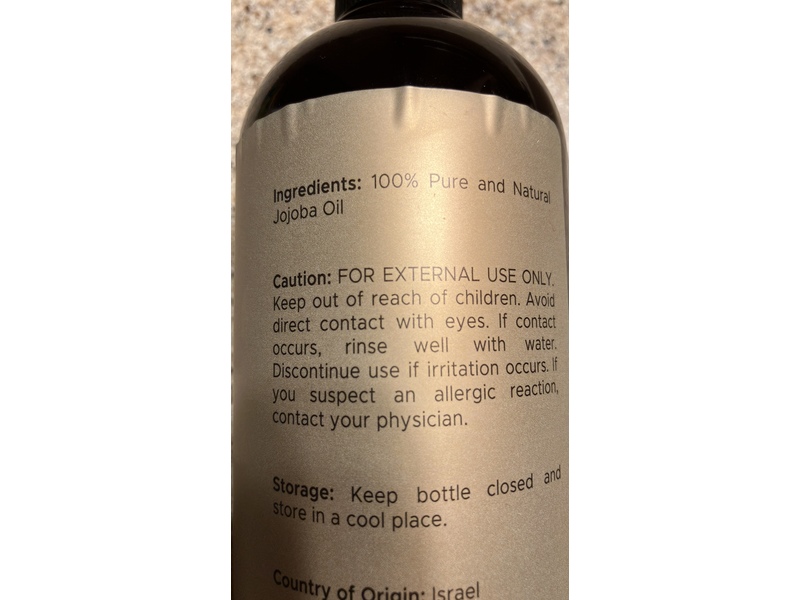 Ingredients: 100% Pure and Natural
Jojoba Oil
Caution: FOR EXTERNAL USE ONLY.
Keep out of reach of children. Avoid
direct contact with eyes. If contact
occurs, rinse well with water.
Discontinue use if irritation occurs. If
you suspect an allergic reaction,
contact your physician.
Storage: Keep bottle closed and
store in a cool place.
Country of Origin: Israel